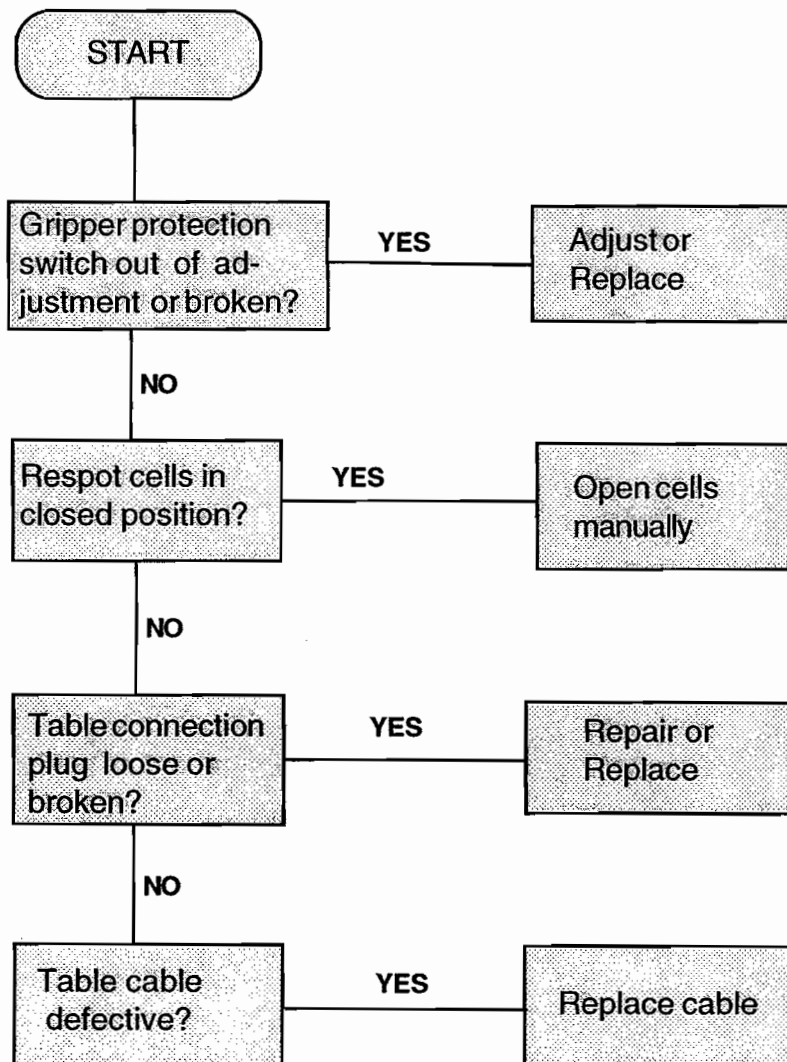 START
Gripper protection
switch out of ad-
justment or broken?
YES
Adjust or
Replace
NO
Respot cells in
closed position?
YES
Open cells
manually
NO
Table connection
plug loose or
broken?
YES
Repair or
Replace
NO
Table cable
defective?
YES
Replace cable